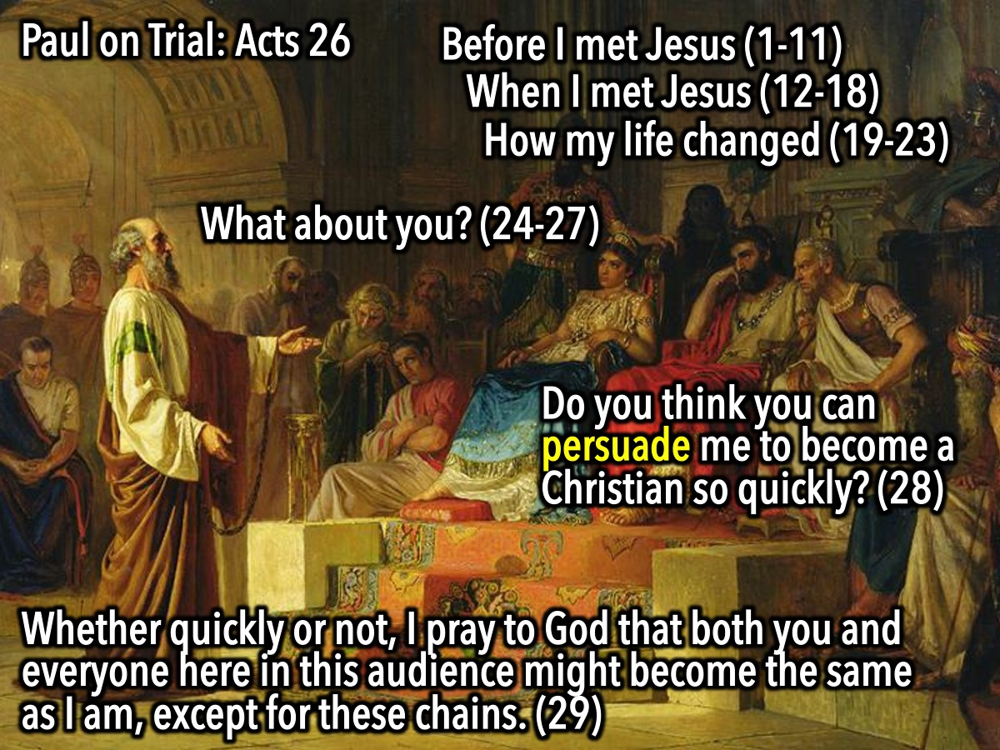 Paul on Trial: Acts 26
Before I met Jesus (1-11)
When I met Jesus (12-18)
How my life changed (19-23)
What about you? (24-27)
Do you think you can
persuade me to become a
Christian so quickly? (28)
Whether quickly or not, I pray to God that both you and
everyone here in this audience might become the same
as I am, except for these chains. (29)